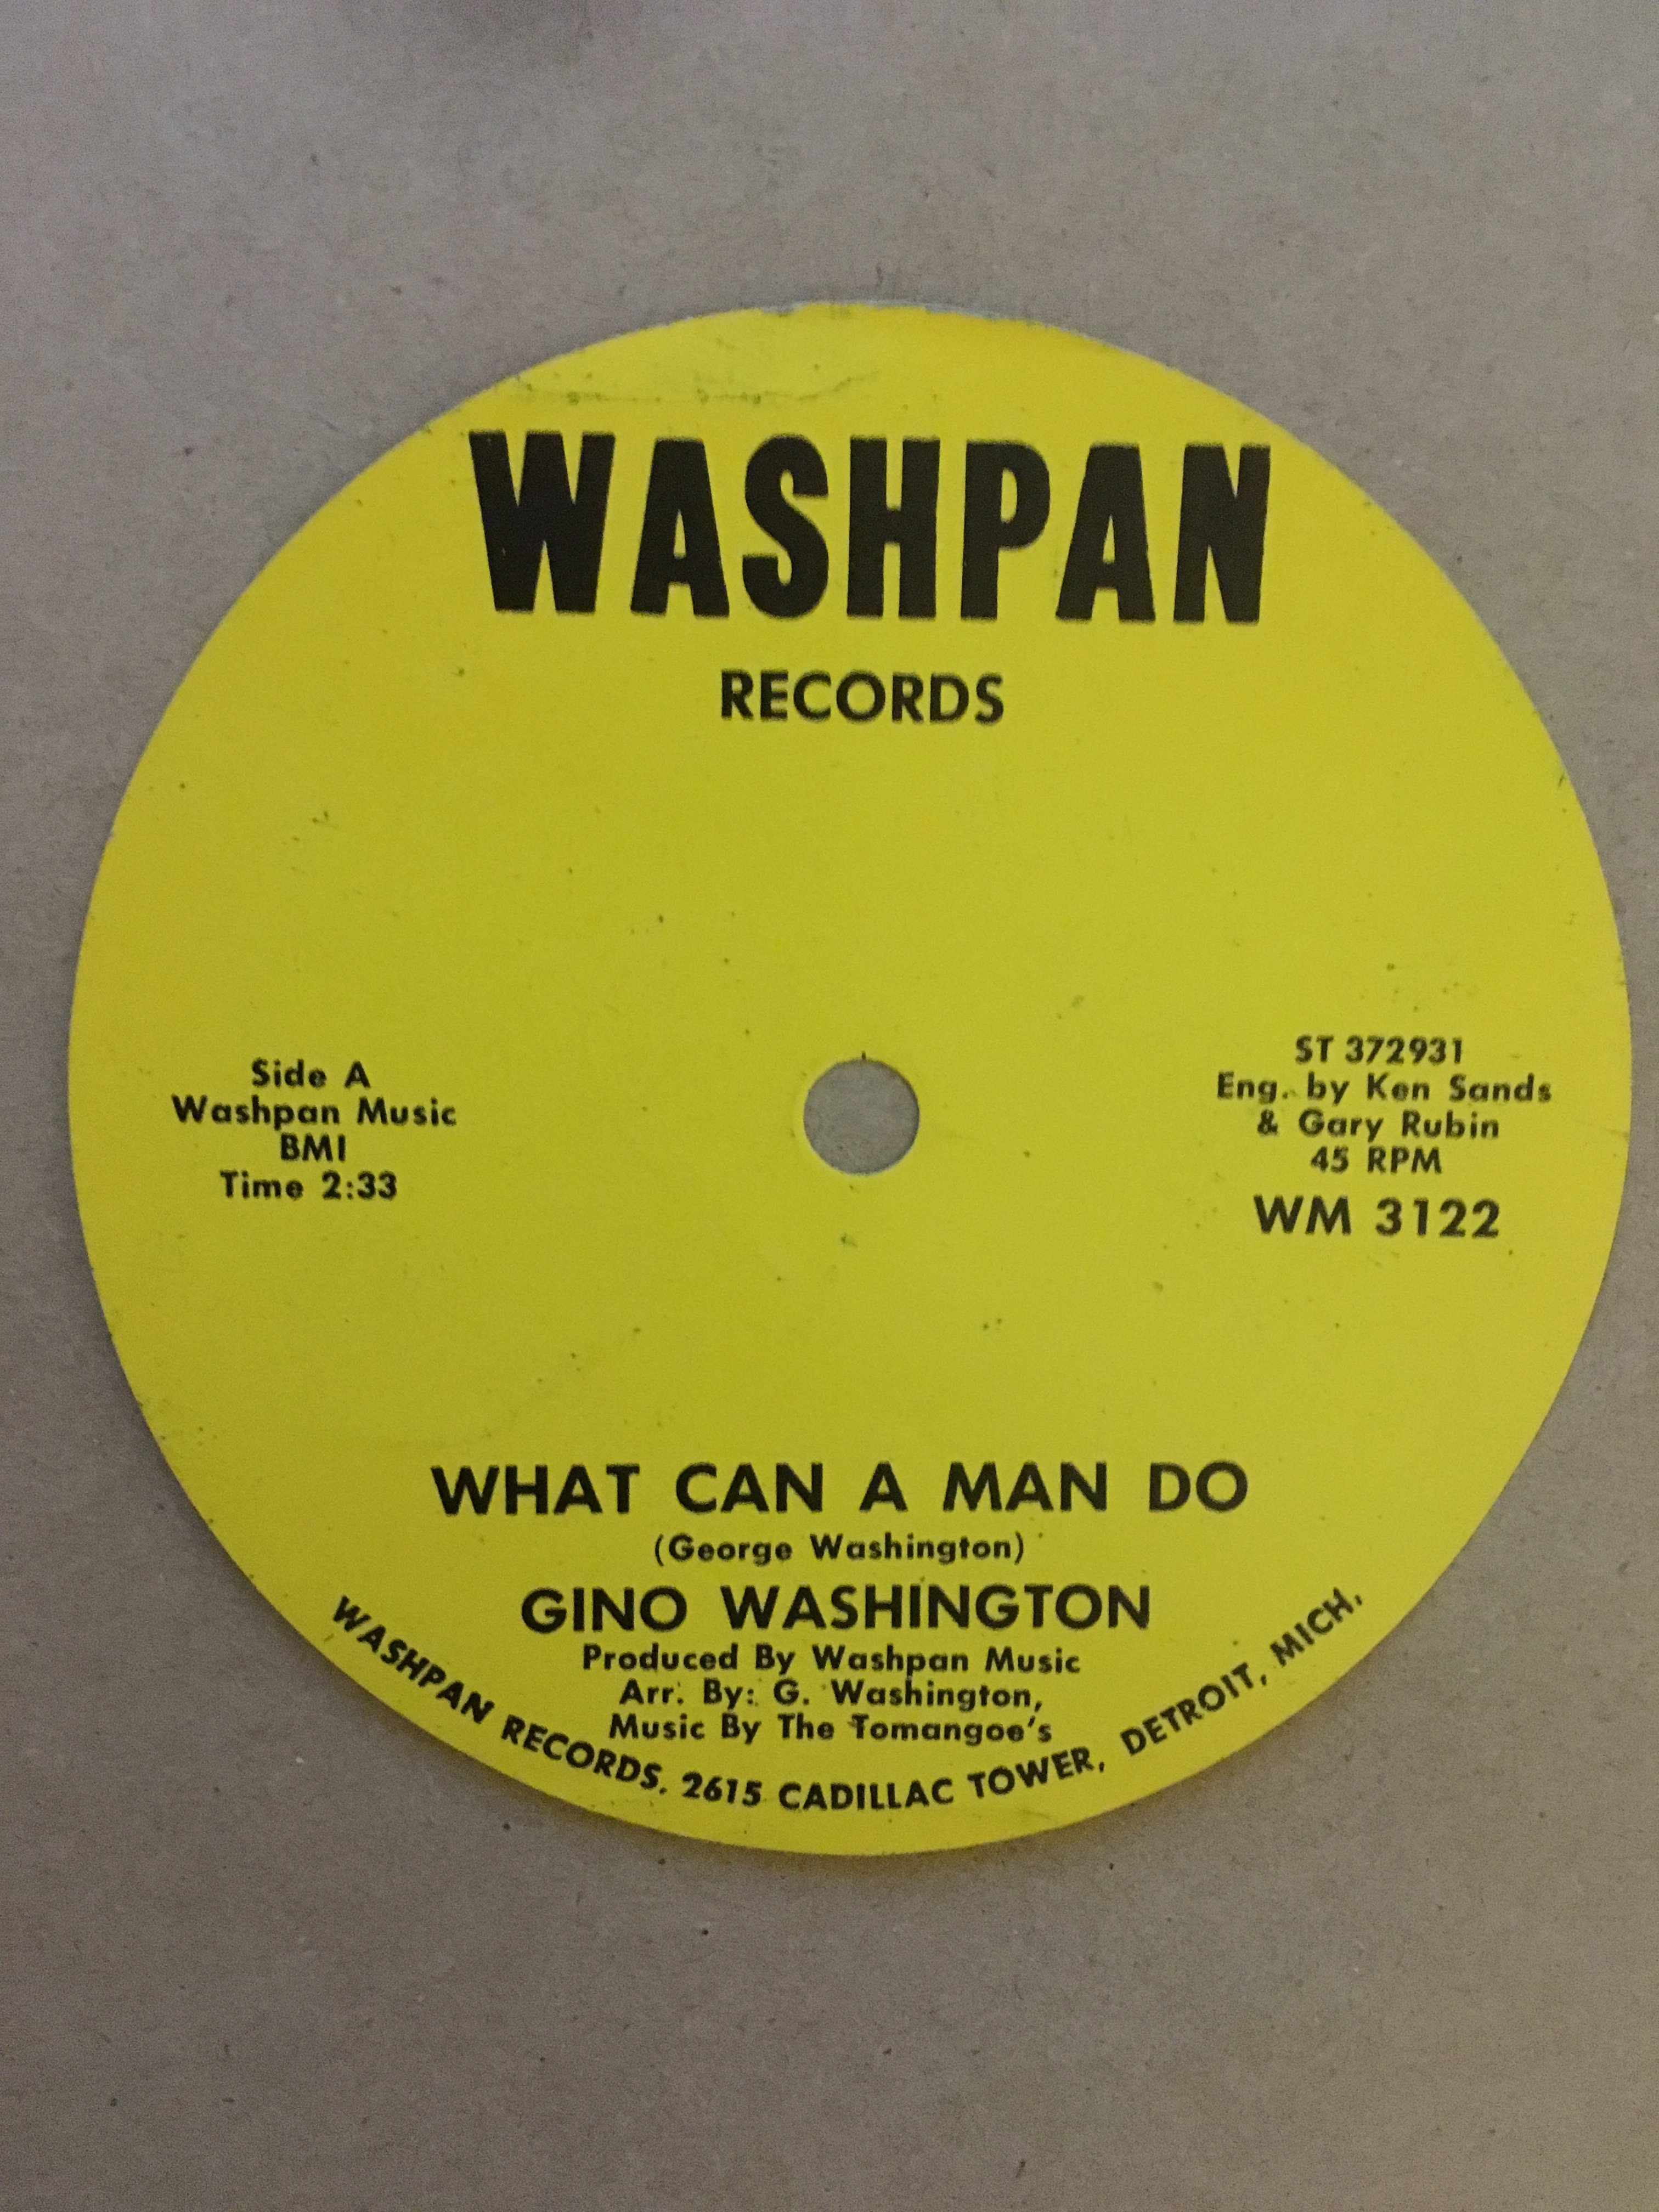 WASHPAN
RECORDS
Side A
Washpan Music
BMI
Time 2:33
ST 372931
Eng. by Ken Sands
& Gary Rubin
45 RPM
WM 3122
WHAT CAN A MAN DO
(George Washington)
GINO WASHINGTON
Produced By Washpan Music
Arr. By: G. Washington,
Music By The Tomangoe's
WASHPAN RECORDS. 2615 CADILLAC TOWER, DETROIT, MICH.